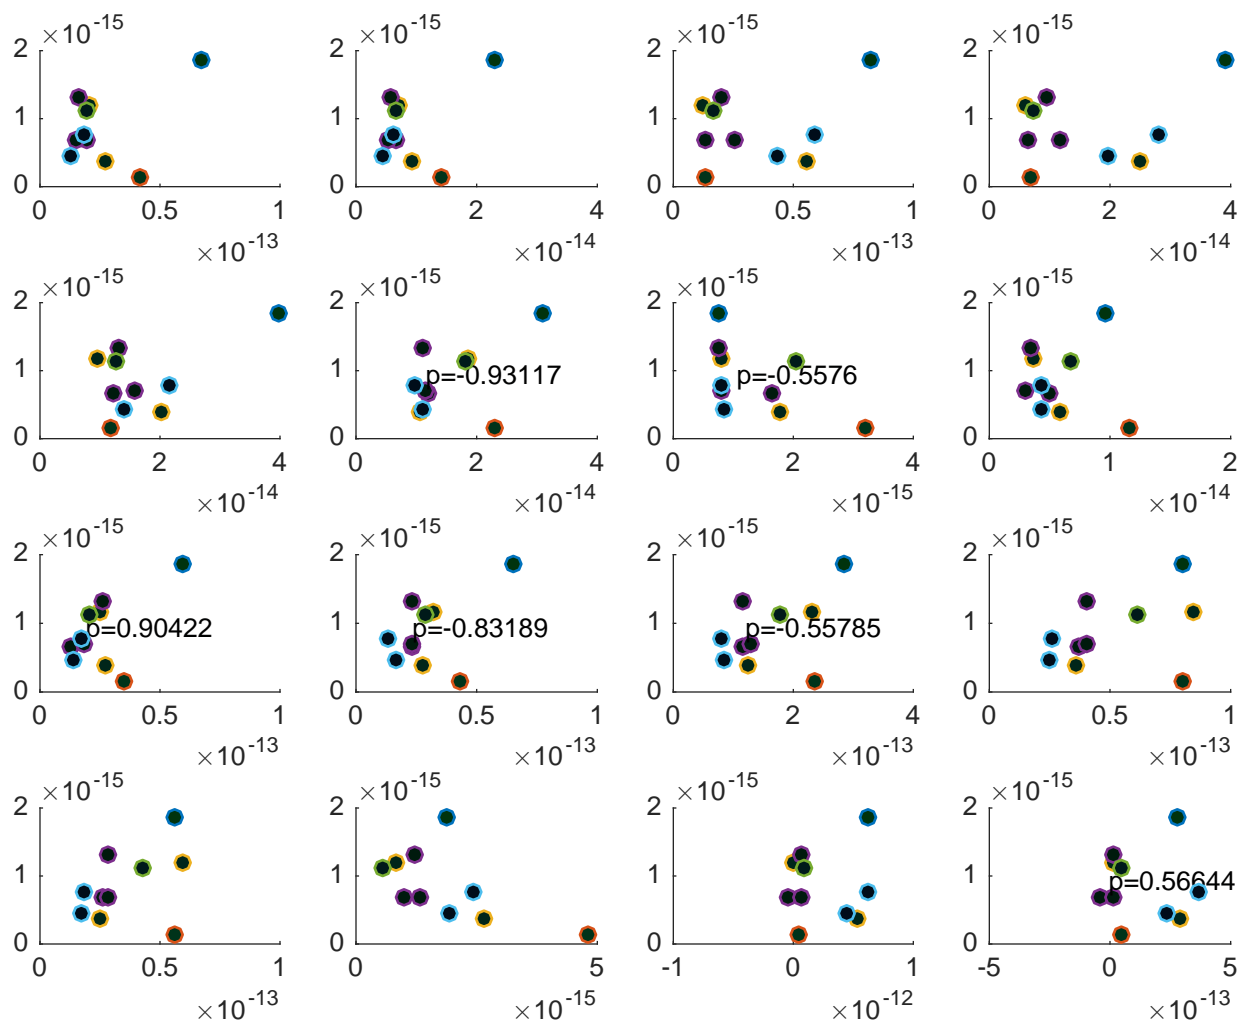 ×10-15 ×10-15 ×10-15 ×10-15
2 2 2 2
1 1 1 1
0 0 0 0
0 0.5 1 0 2 4 0 0.5 1 0 2 4
×10-13 ×10-14 ×10-13 ×10-14
×10-15 ×10-15 ×10-15 ×10-15
2 2 2 2
1 p=-0.93117 1 p=-0.5576 1 1
0 0 0 0
0 2 4 0 2 4 0 2 4 0 1 2
×10-14 ×10-14 ×10-15 ×10-14
×10-15 ×10-15 ×10-15 ×10-15
2 2 2 2
1 p=0.90422 1 p=-0.83189 1 p=-0.55785 1
0 0 0 0
0 0.5 1 0 0.5 1 0 2 4 0 0.5 1
×10-13 ×10-13 ×10-13 ×10-13
×10-15 ×10-15 ×10-15 ×10-15
2 2 2 2
1 1 1 1 p=0.56644
0 0 0 0
0 0.5 1 0 5 -1 0 1 -5 0 5
×10-13 ×10-15 ×10-12 ×10-13